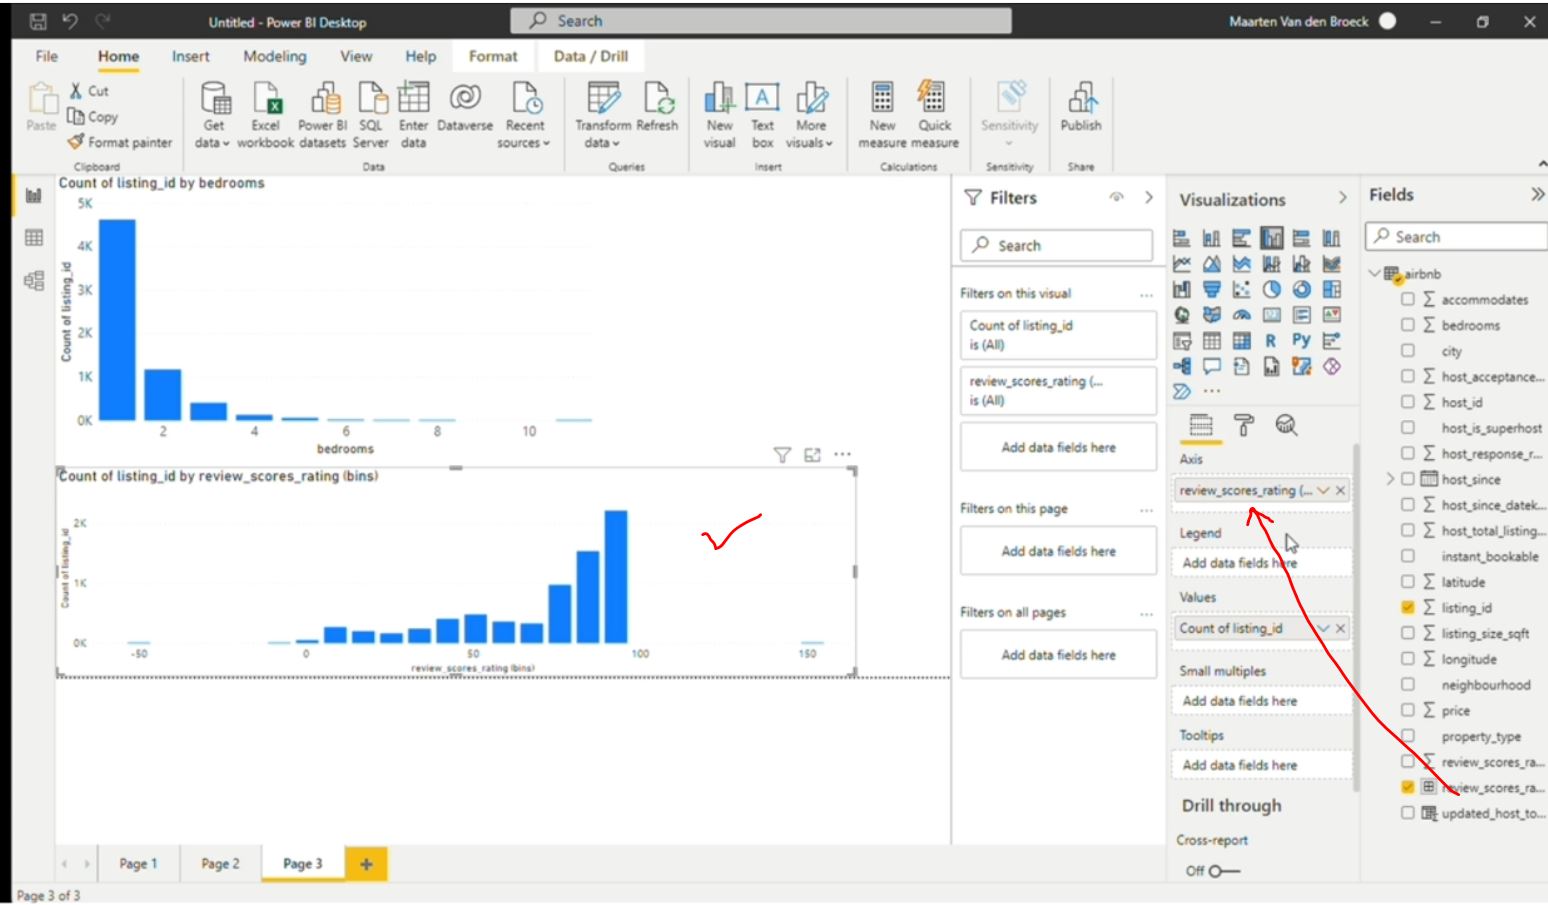 Untitled - Power BI Desktop
Search
Maarten Van den Broeck
File
Home
Insert
Modeling
View
Help
Format
Data / Drill
Paste
Cut
Copy
Format painter
Clipboard
Get data
Excel workbook
Power BI datasets
SQL Server
Enter data
Dataverse
Recent sources
Data
Transform data
Refresh
Queries
New visual
Text box
More visuals
Insert
New measure
Quick measure
Calculations
Sensitivity
Sensitivity
Publish
Share
Count of listing_id by bedrooms
5K
4K
3K
2K
1K
0K
Count of listing_id
2
4
6
8
10
bedrooms
Count of listing_id by review_scores_rating (bins)
2K
1K
0K
Count of listing_id
-50
0
50
100
150
review_scores_rating (bins)
Filters
Search
Filters on this visual
...
Count of listing_id
is (All)
review_scores_rating (...
is (All)
Add data fields here
Filters on this page
...
Add data fields here
Filters on all pages
...
Add data fields here
Visualizations
R
Py
...
Axis
review_scores_rating (...
Legend
Add data fields here
Values
Count of listing_id
Small multiples
Add data fields here
Tooltips
Add data fields here
Drill through
Cross-report
Off
Fields
Search
airbnb
accommodates
bedrooms
city
host_acceptance...
host_id
host_is_superhost
host_response_r...
host_since
host_since_datek...
host_total_listing...
instant_bookable
latitude
listing_id
listing_size_sqft
longitude
neighbourhood
price
property_type
review_scores_ra...
review_scores_ra...
updated_host_to...
Page 1
Page 2
Page 3
Page 3 of 3